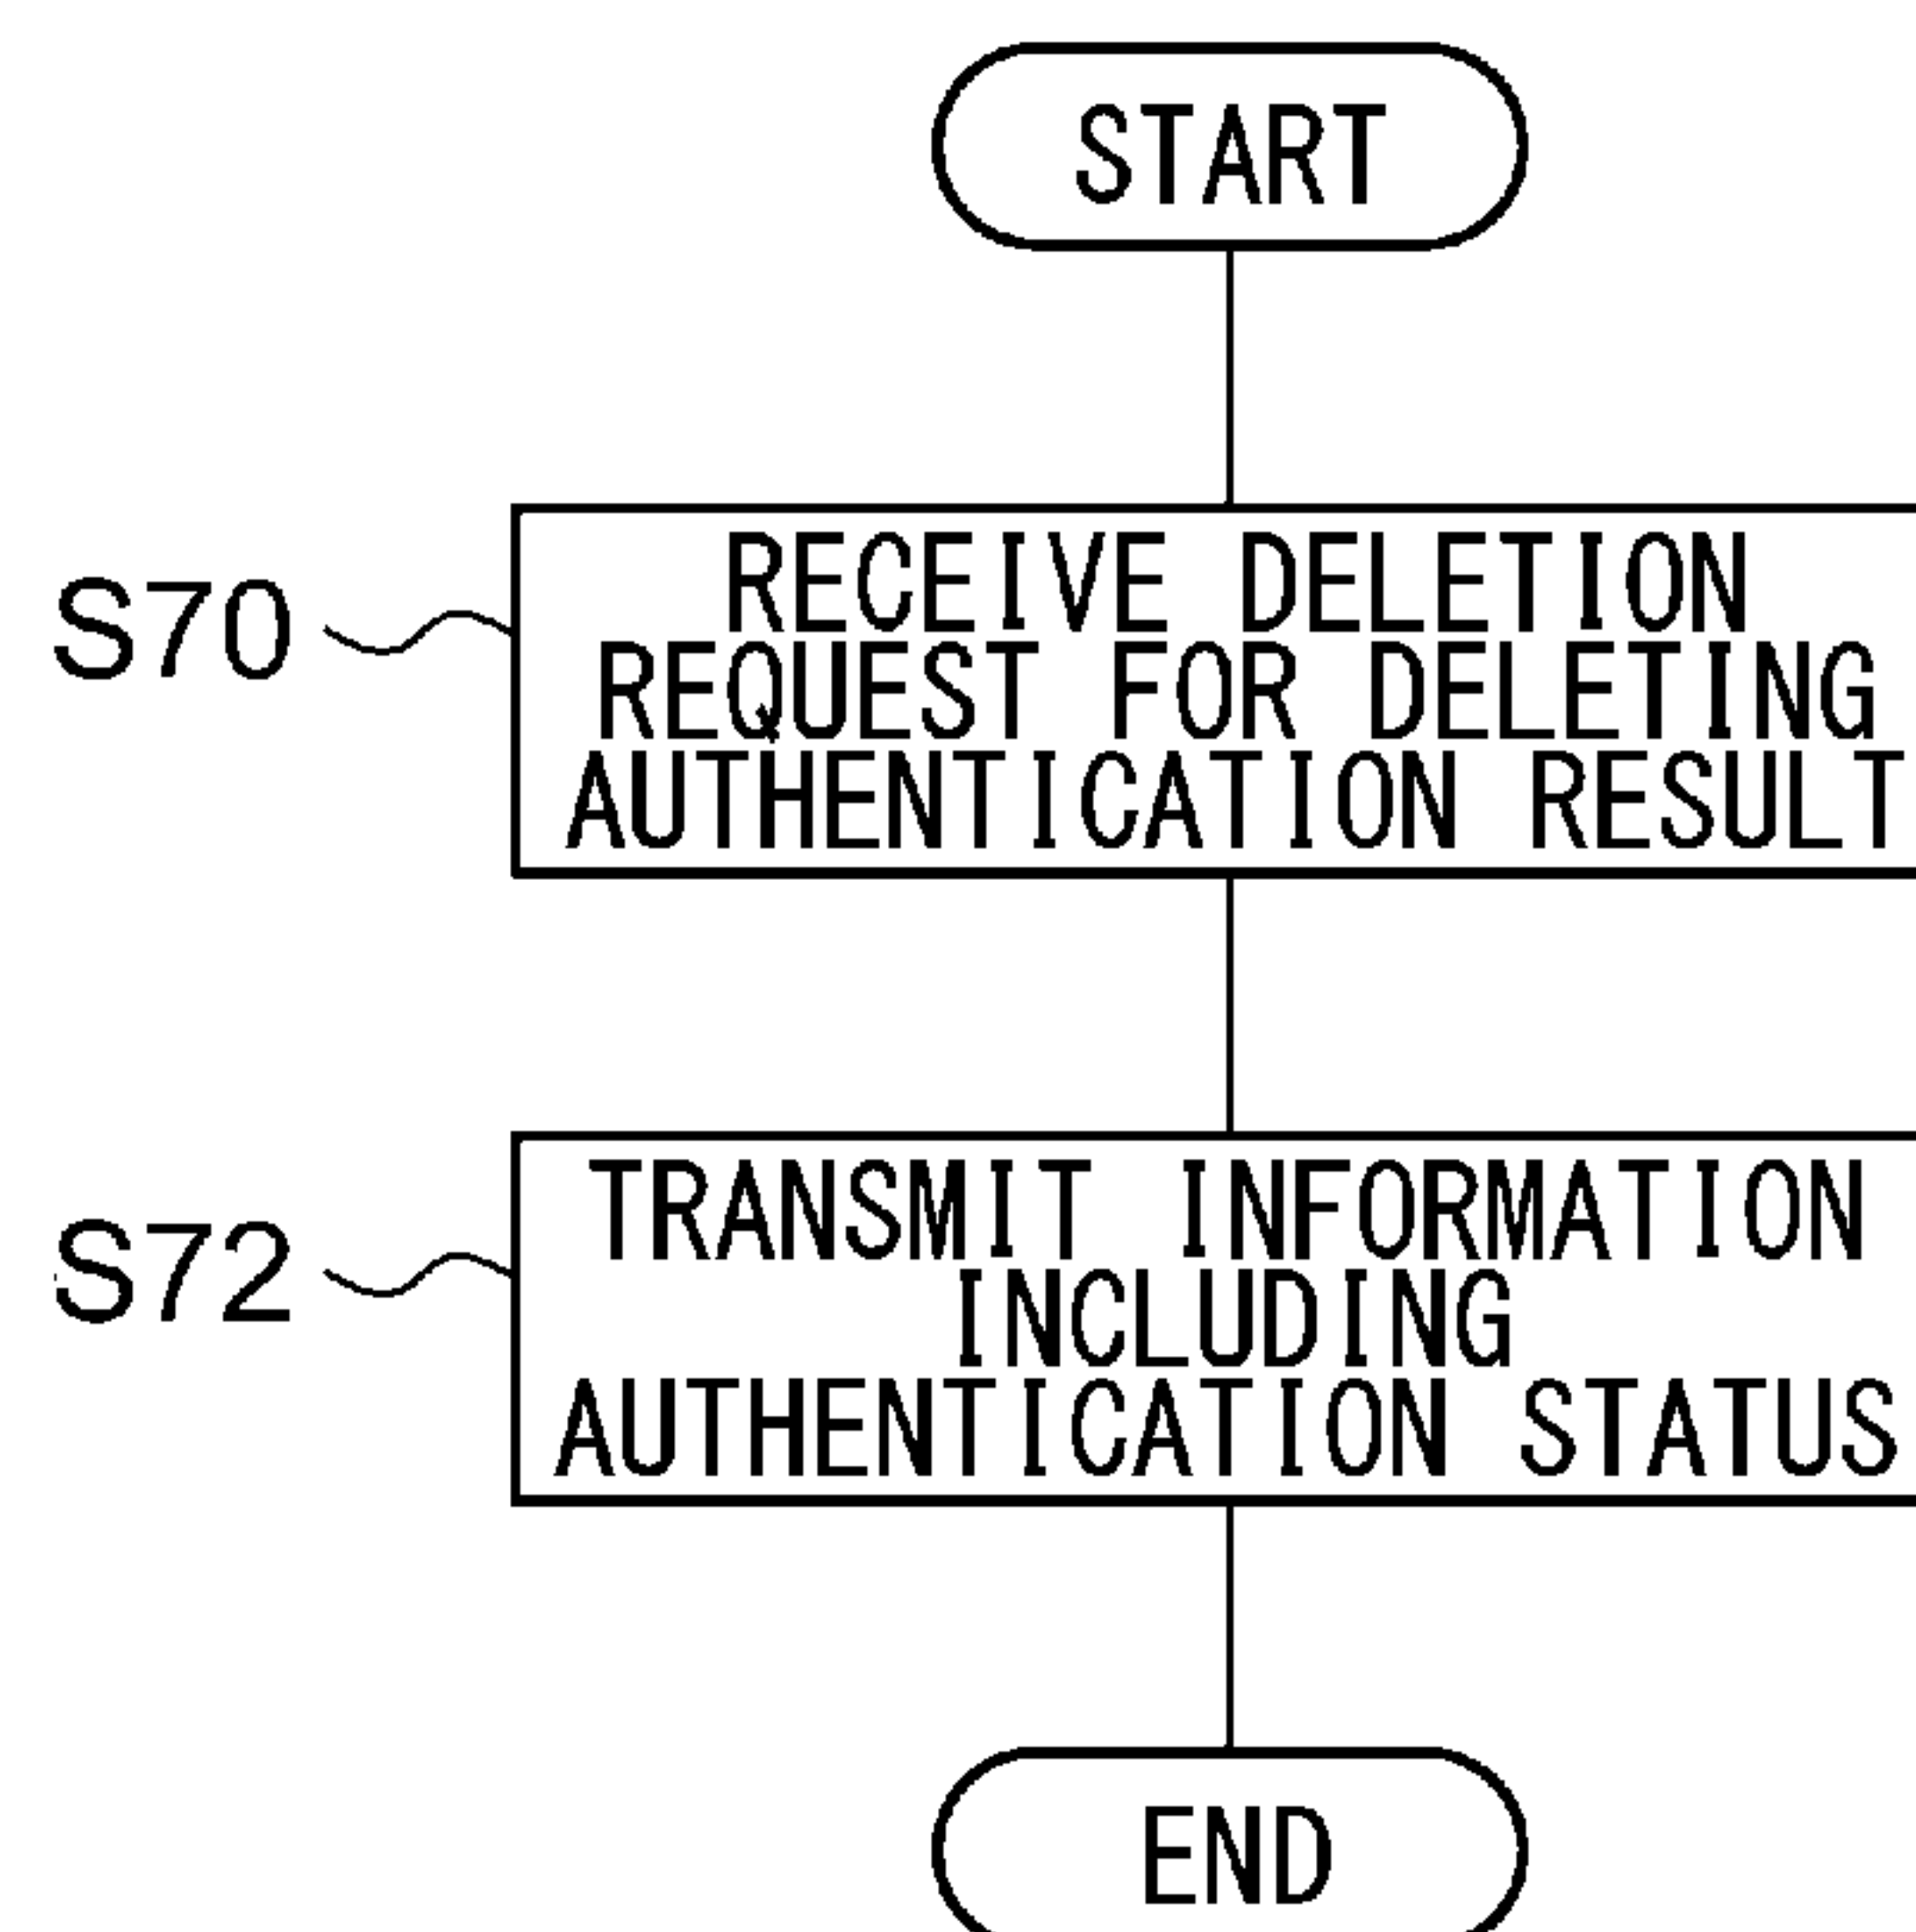 START
S70
RECEIVE DELETION
REQUEST FOR DELETING
AUTHENTICATION RESULT
S72
TRANSMIT INFORMATION
INCLUDING
AUTHENTICATION STATUS
END